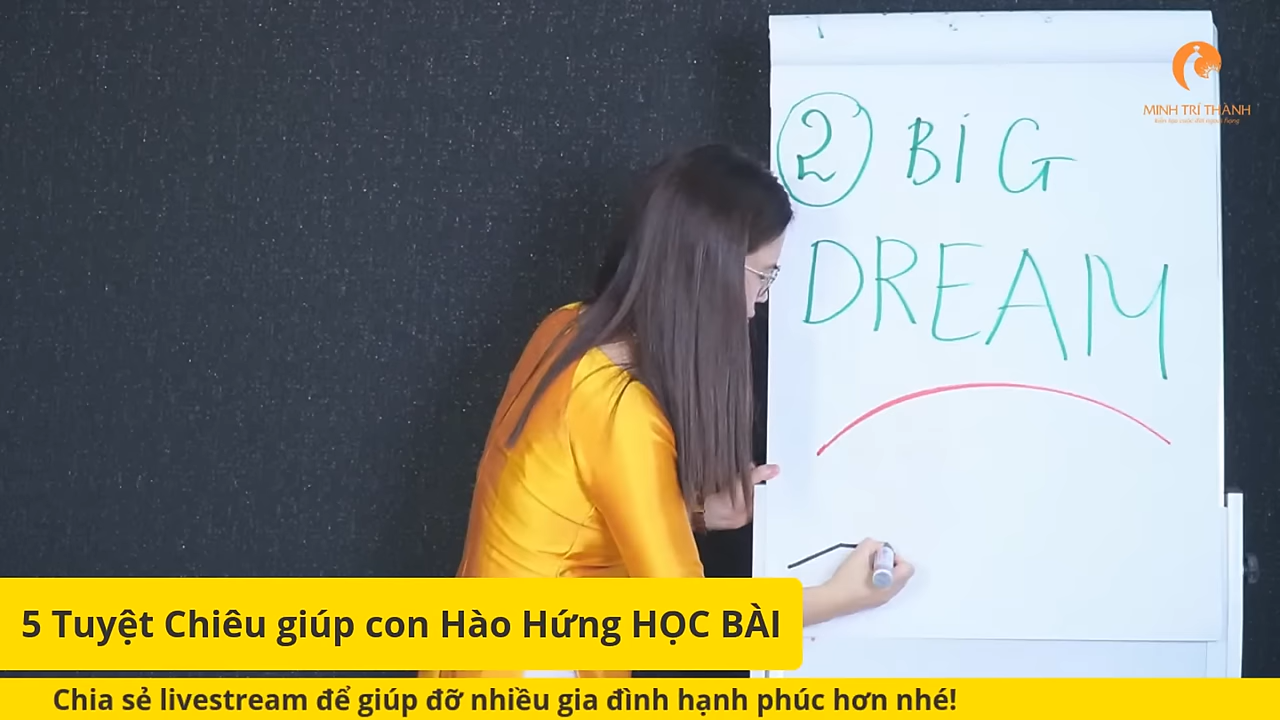 MINH TRÍ THÀNH
2 BIG
DREAM
5 Tuyệt Chiêu giúp con Hào Hứng HỌC BÀI
Chia sẻ livestream để giúp đỡ nhiều gia đình hạnh phúc hơn nhé!